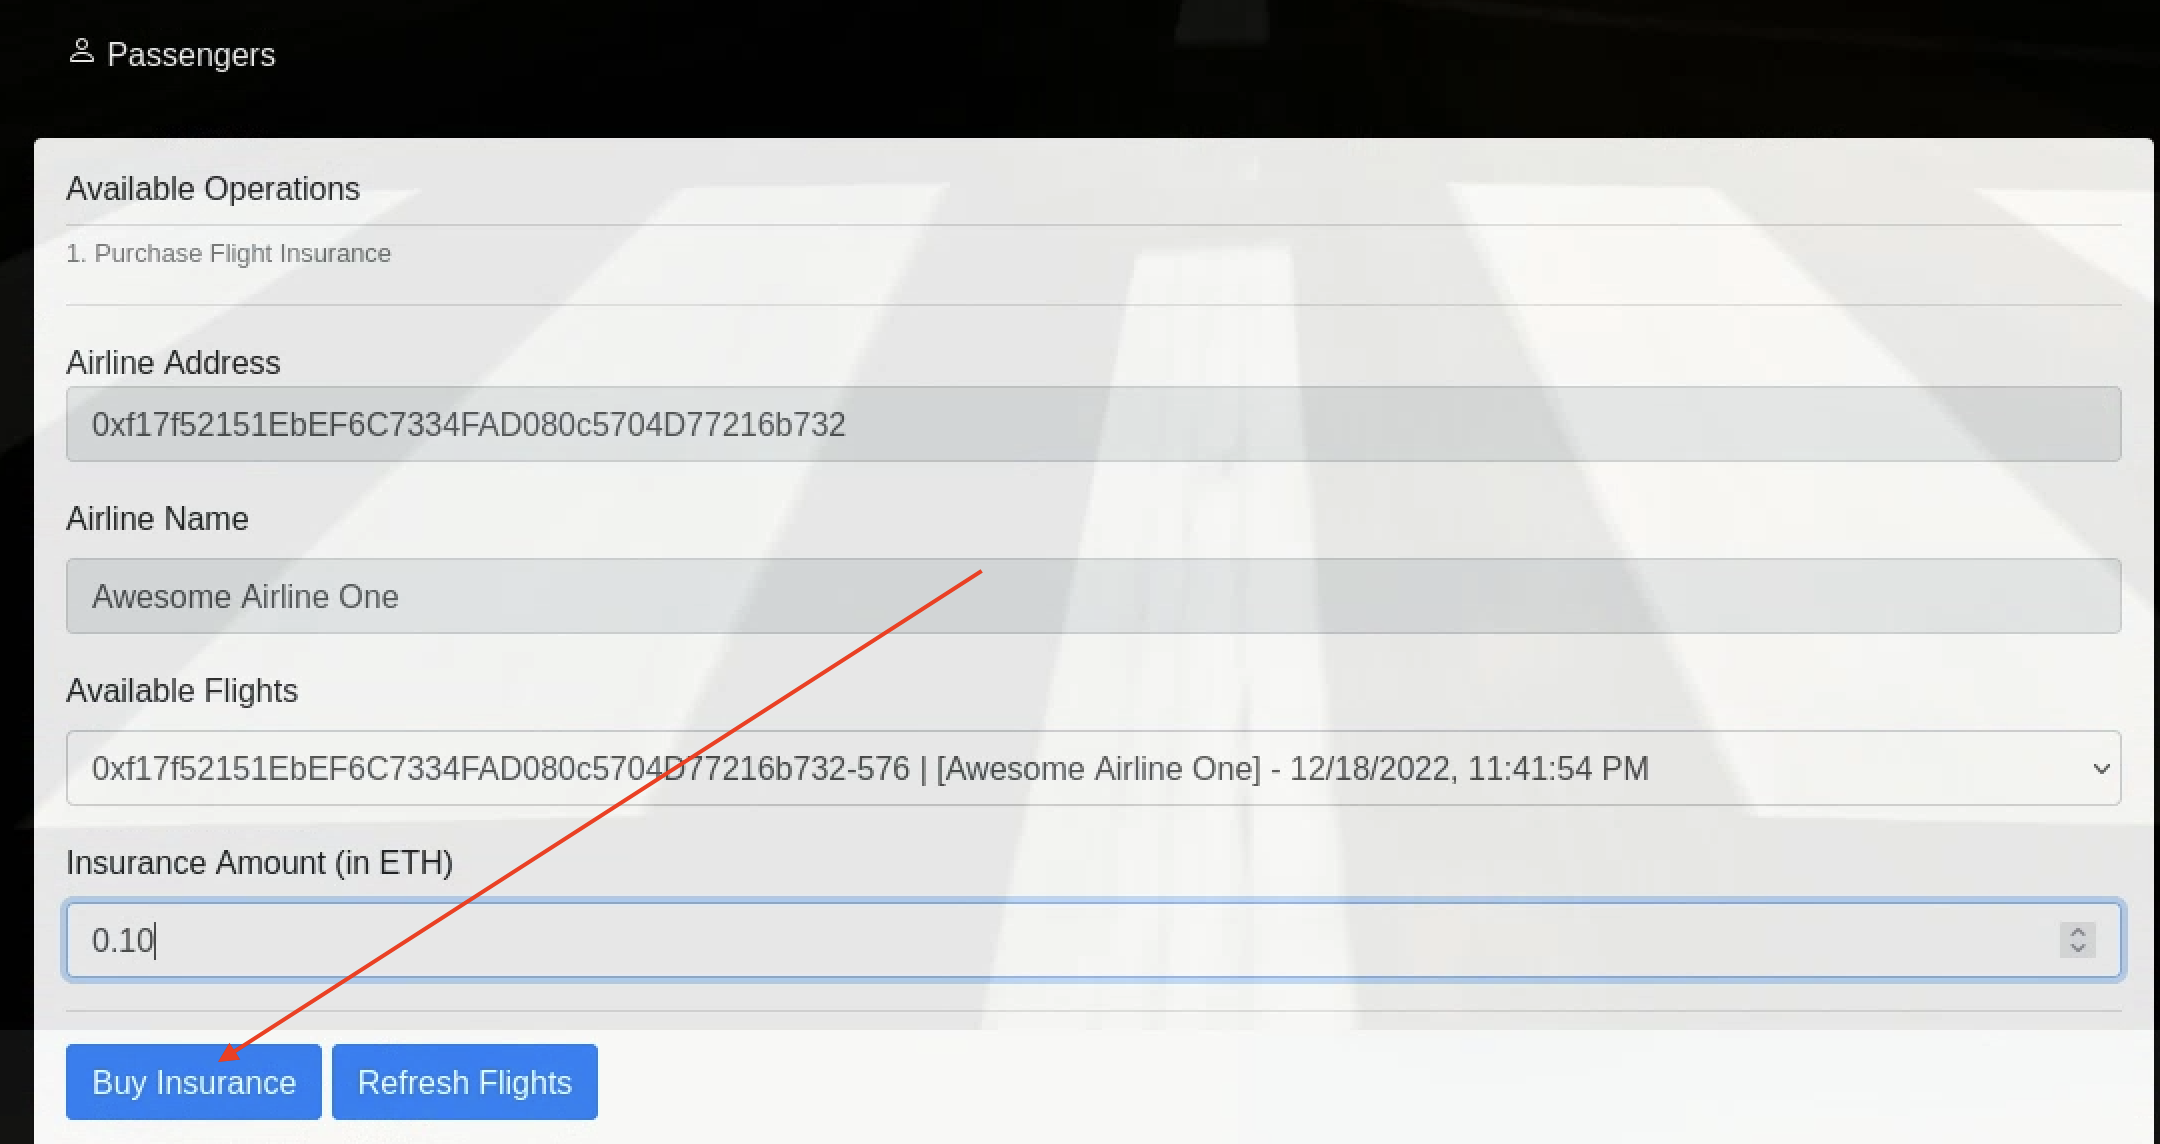 Passengers
Available Operations
1. Purchase Flight Insurance
Airline Address
0xf17f52151EbEF6C7334FAD080c5704D77216b732
Airline Name
Awesome Airline One
Available Flights
0xf17f52151EbEF6C7334FAD080c5704D77216b732-576 | [Awesome Airline One] - 12/18/2022, 11:41:54 PM
Insurance Amount (in ETH)
0.10
Buy Insurance Refresh Flights